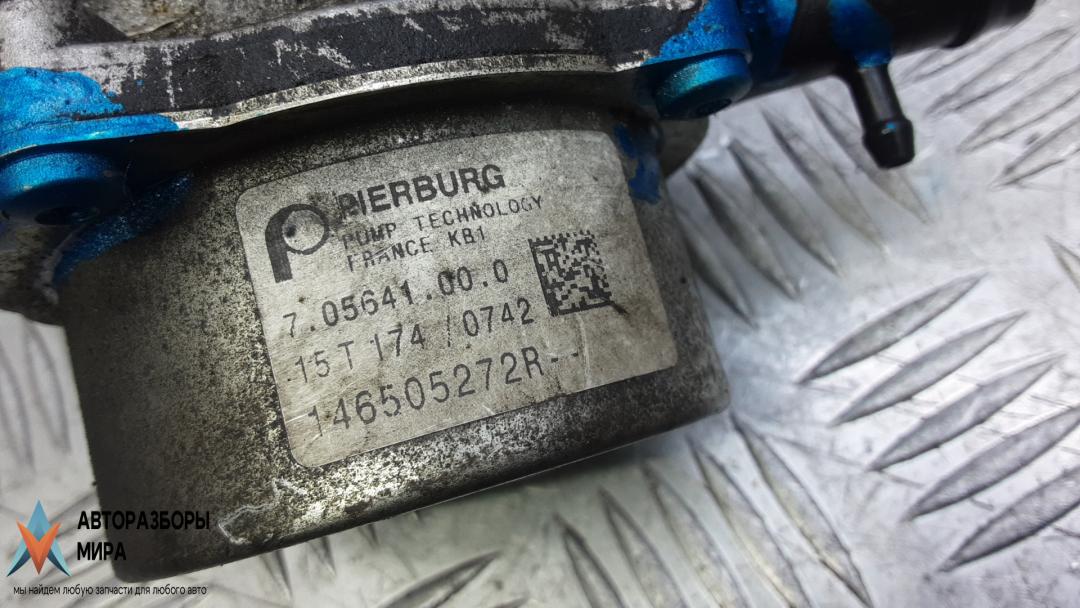 PIERBURG
PUMP TECHNOLOGY
FRANCE KB1
7.05641.00.0
15T 174 / 0742
146505272R--
АВТОРАЗБОРЫ
МИРА
мы найдем любую запчасти для любого авто